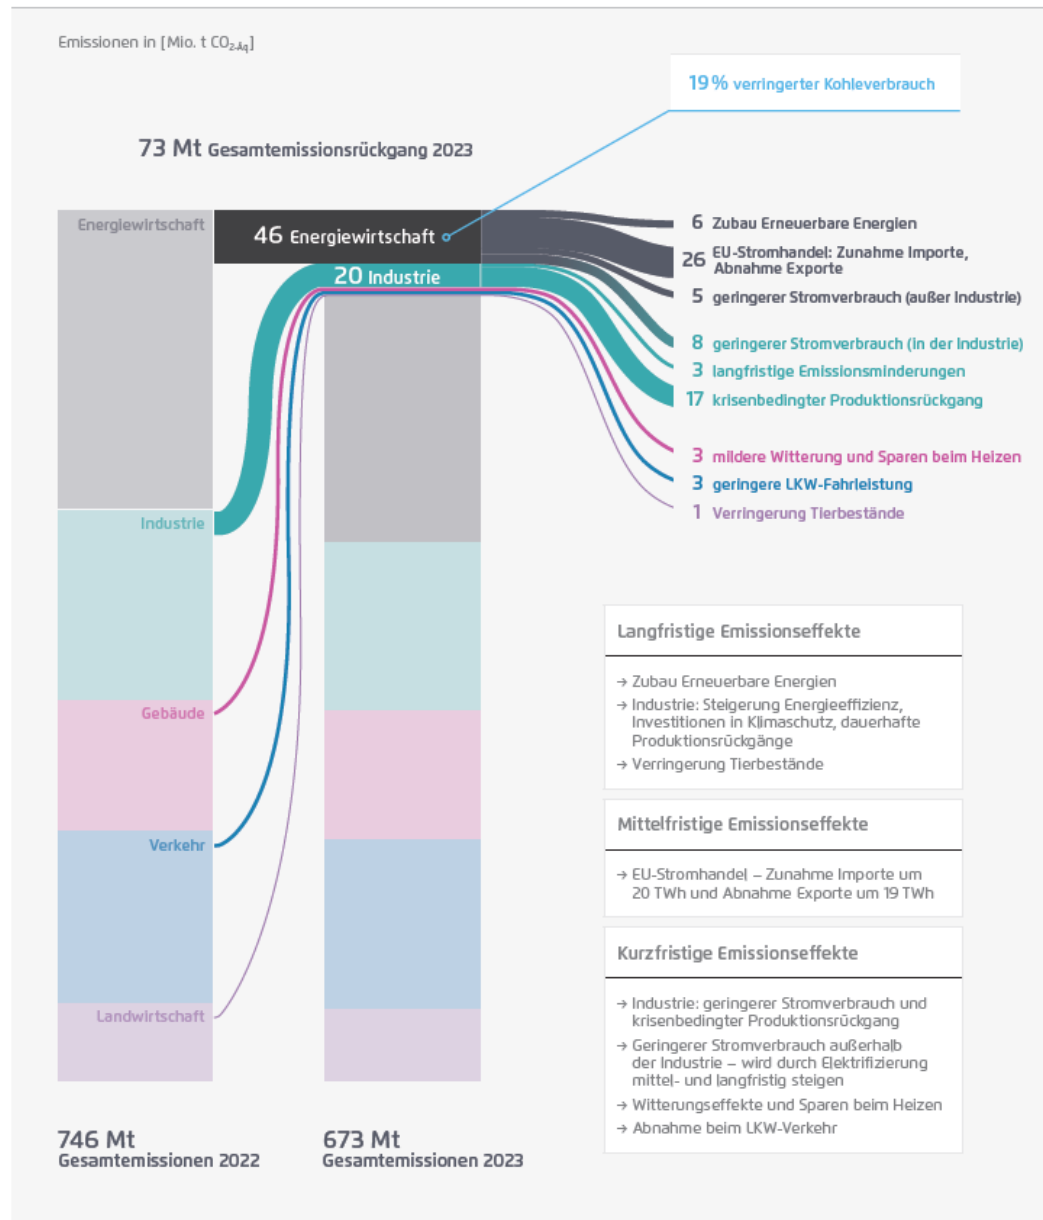 Emissionen in [Mio. t CO2-Äq]
19% verringerter Kohleverbrauch
73 Mt Gesamtemissionsrückgang 2023
Energiewirtschaft
46 Energiewirtschaft
20 Industrie
6 Zubau Erneuerbare Energien
26 EU-Stromhandel: Zunahme Importe,
Abnahme Exporte
5 geringerer Stromverbrauch (außer Industrie)
8 geringerer Stromverbrauch (in der Industrie)
3 langfristige Emissionsminderungen
17 krisenbedingter Produktionsrückgang
3 mildere Witterung und Sparen beim Heizen
3 geringere LKW-Fahrleistung
1 Verringerung Tierbestände
Industrie
Gebäude
Verkehr
Landwirtschaft
746 Mt
Gesamtemissionen 2022
673 Mt
Gesamtemissionen 2023
Langfristige Emissionseffekte
→ Zubau Erneuerbare Energien
→ Industrie: Steigerung Energieeffizienz,
Investitionen in Klimaschutz, dauerhafte
Produktionsrückgänge
→ Verringerung Tierbestände
Mittelfristige Emissionseffekte
→ EU-Stromhandel – Zunahme Importe um
20 TWh und Abnahme Exporte um 19 TWh
Kurzfristige Emissionseffekte
→ Industrie: geringerer Stromverbrauch und
krisenbedingter Produktionsrückgang
→ Geringerer Stromverbrauch außerhalb
der Industrie – wird durch Elektrifizierung
mittel- und langfristig steigen
→ Witterungseffekte und Sparen beim Heizen
→ Abnahme beim LKW-Verkehr